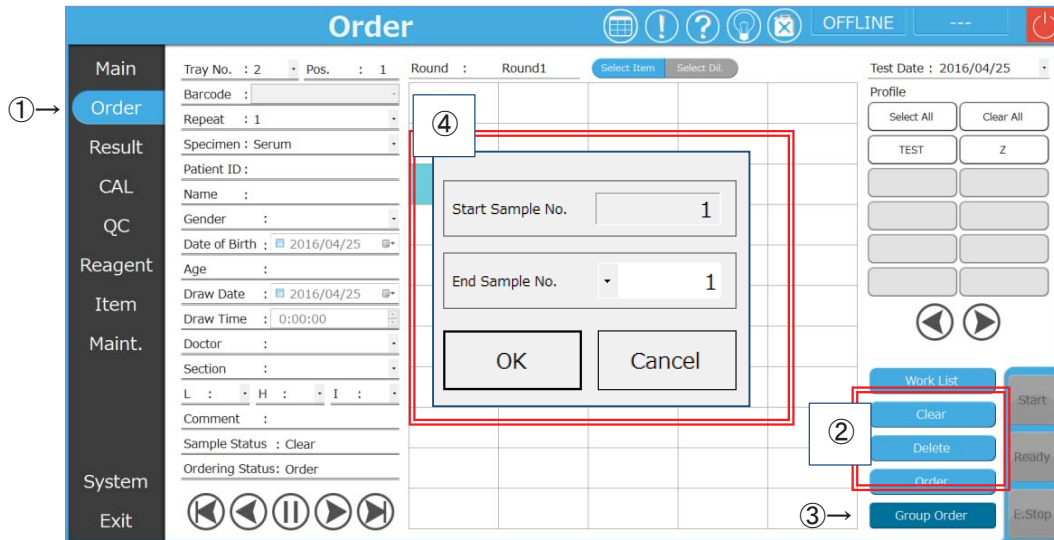 Order
OFFLINE
---
Main
Order
Result
CAL
QC
Reagent
Item
Maint.
System
Exit
①→
Tray No. : 2 Pos. : 1
Barcode :
Repeat : 1
Specimen : Serum
Patient ID :
Name :
Gender :
Date of Birth : 2016/04/25
Age :
Draw Date : 2016/04/25
Draw Time : 0:00:00
Doctor :
Section :
L : H : I :
Comment :
Sample Status : Clear
Ordering Status: Order
Round : Round1
Select Item Select Dil.
④
Start Sample No. 1
End Sample No. 1
OK Cancel
Test Date : 2016/04/25
Profile
Select All Clear All
TEST Z
Work List
②
Clear
Delete
Order
③→
Group Order
Start
Ready
E.Stop